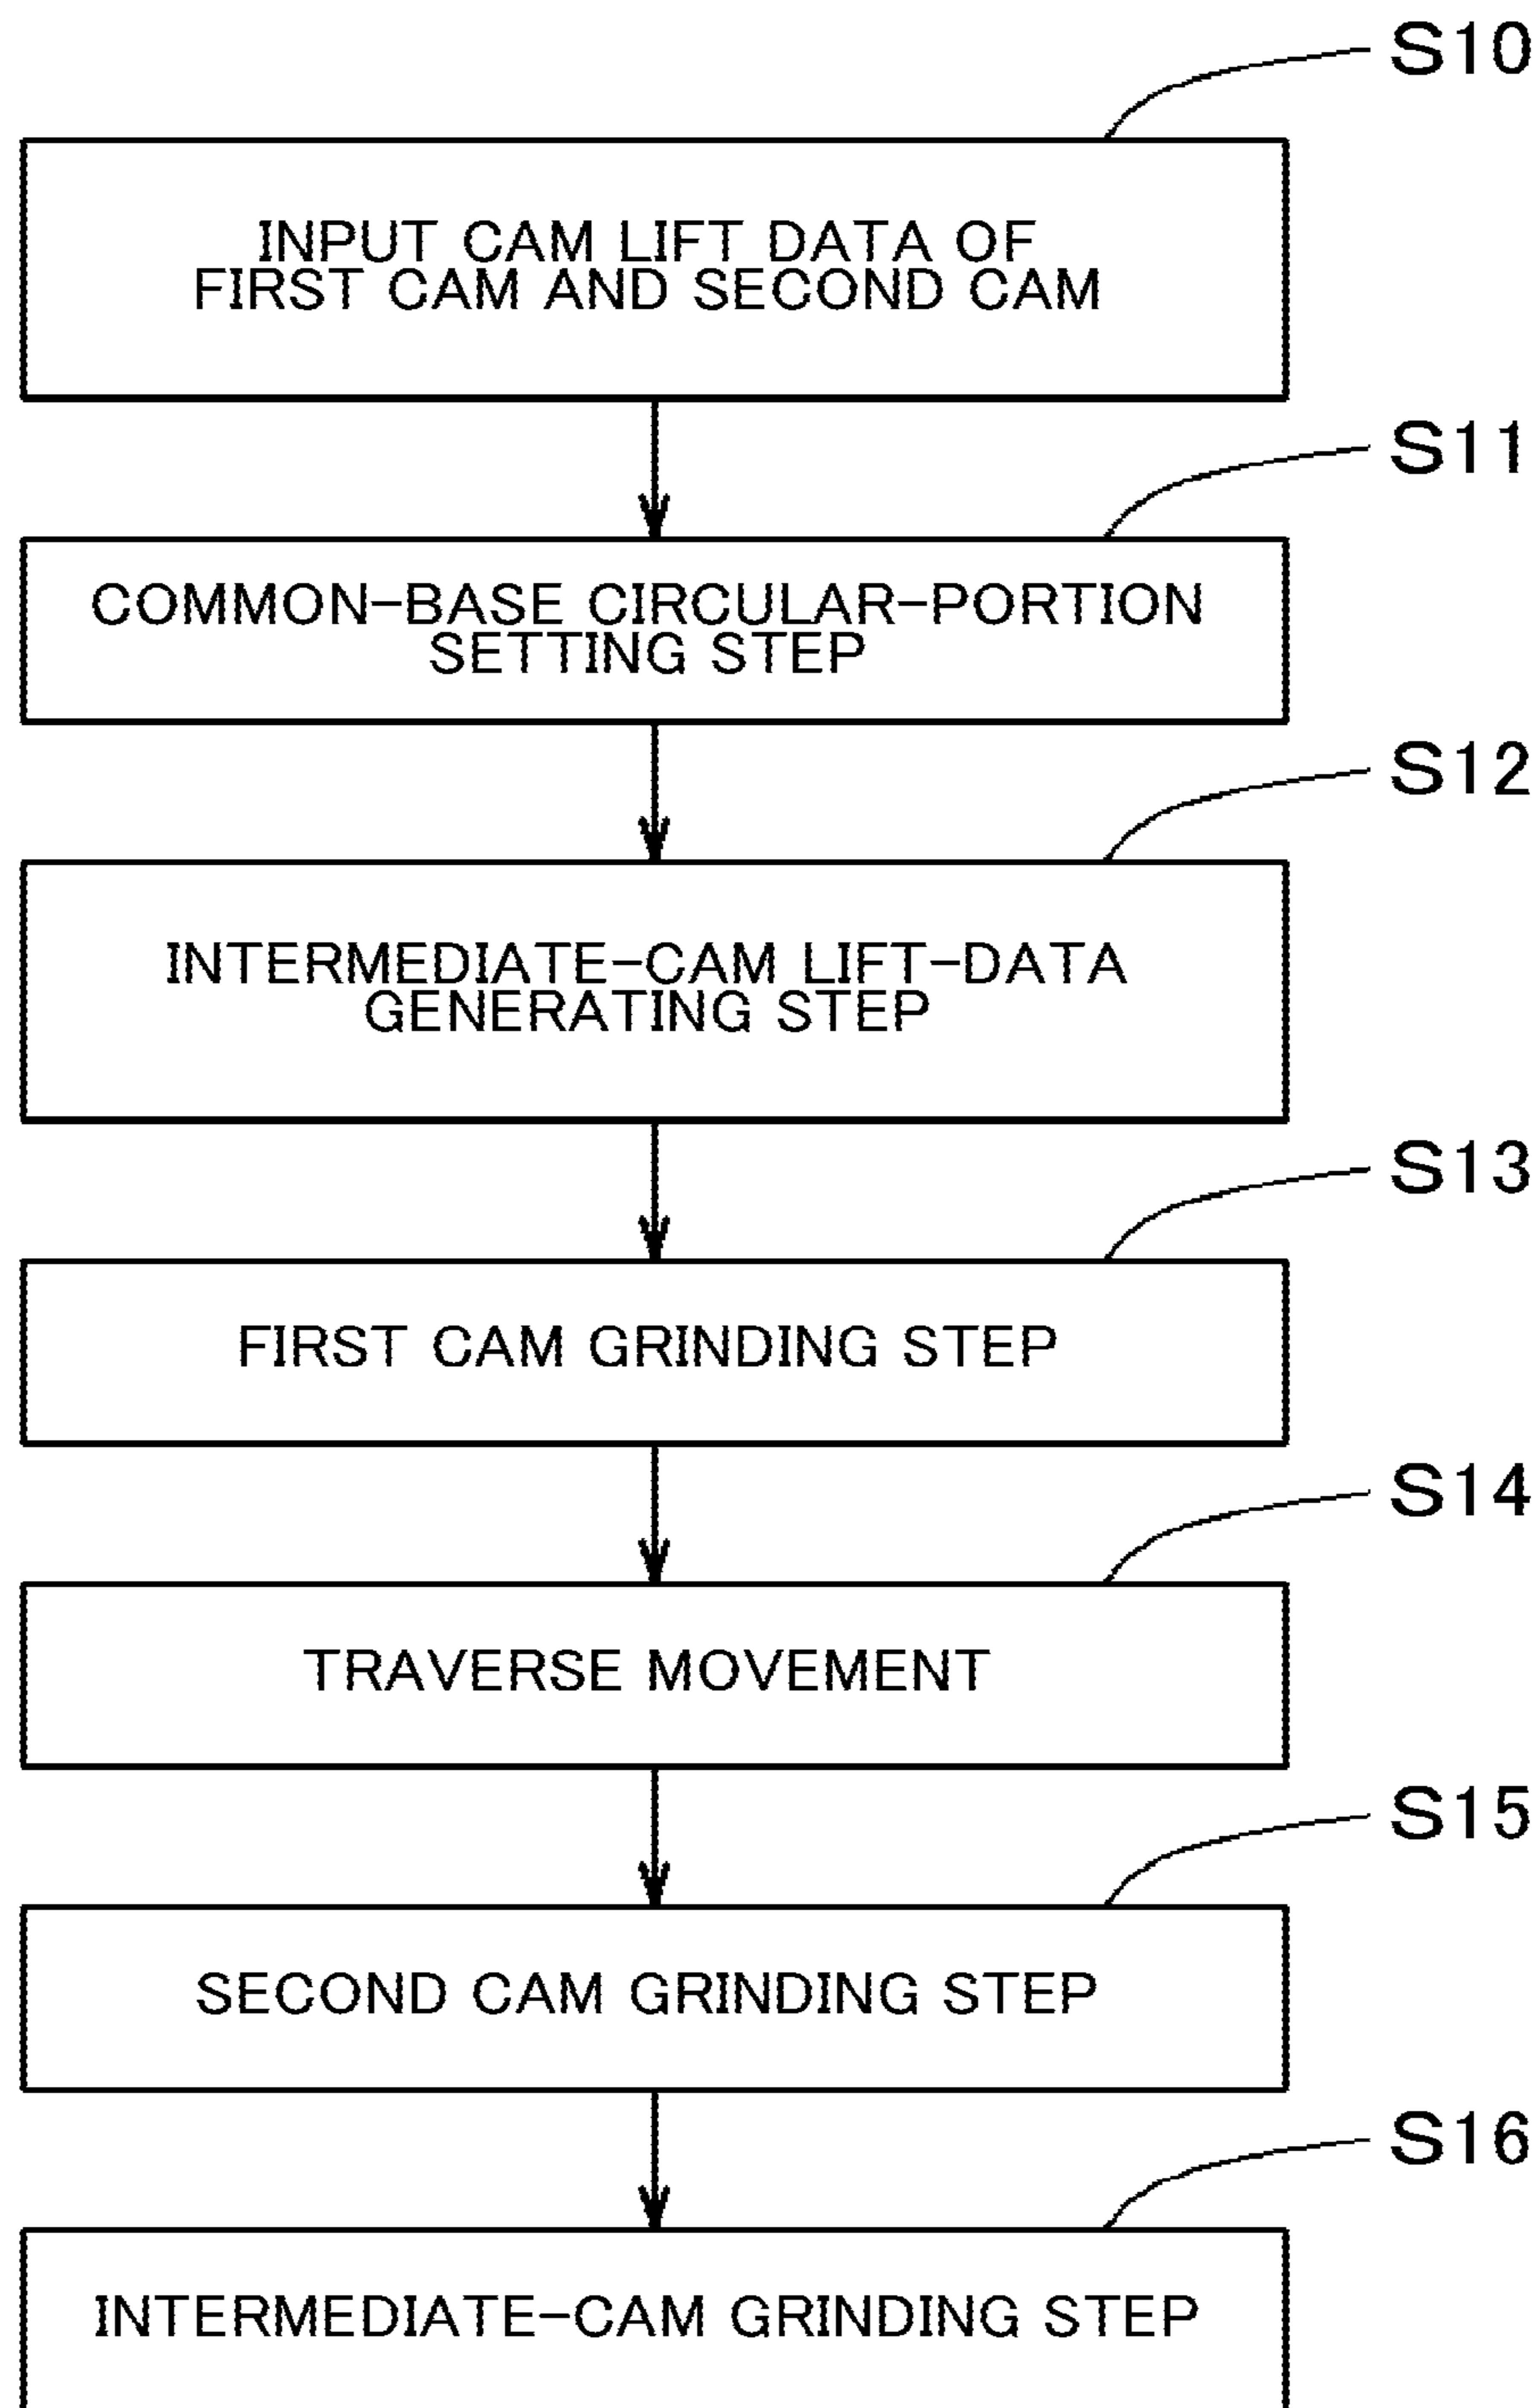 S10
INPUT CAM LIFT DATA OF
FIRST CAM AND SECOND CAM
S11
COMMON-BASE CIRCULAR-PORTION
SETTING STEP
S12
INTERMEDIATE-CAM LIFT-DATA
GENERATING STEP
S13
FIRST CAM GRINDING STEP
S14
TRAVERSE MOVEMENT
S15
SECOND CAM GRINDING STEP
S16
INTERMEDIATE-CAM GRINDING STEP